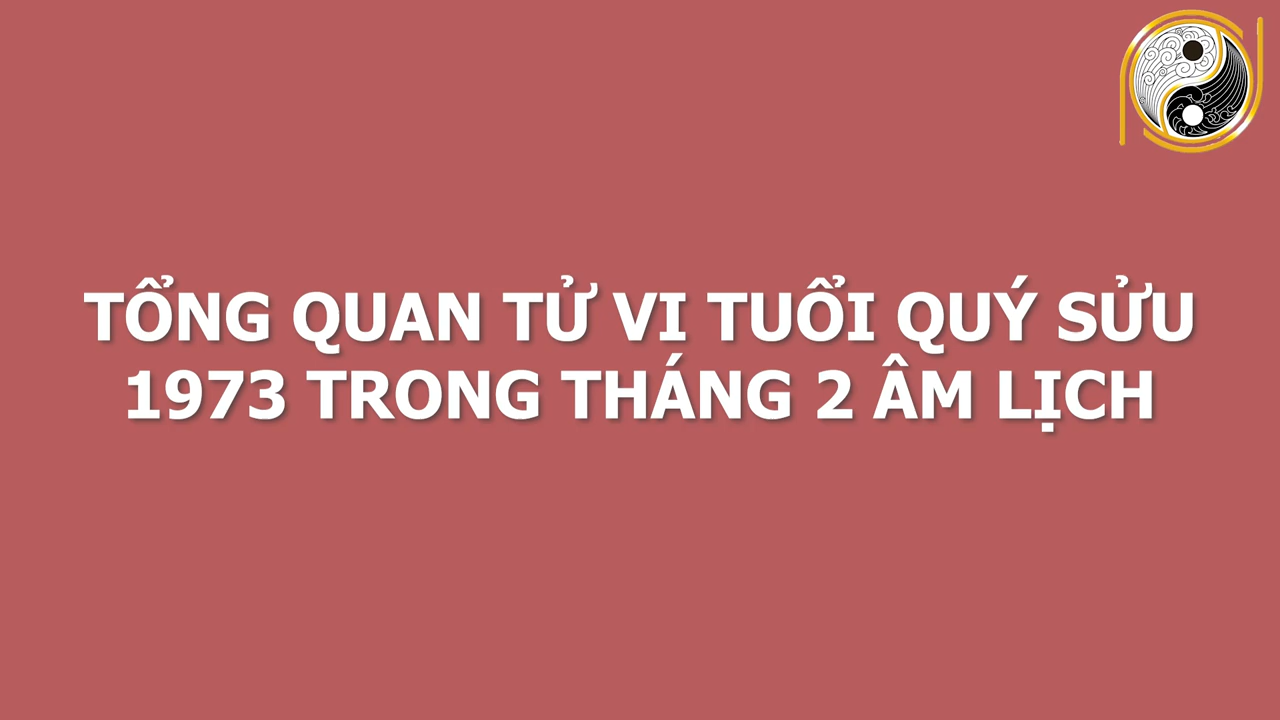 TỔNG QUAN TỬ VI TUỔI QUÝ SỬU
1973 TRONG THÁNG 2 ÂM LỊCH